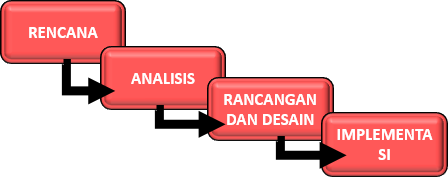 RENCANA
ANALISIS
RANCANGAN
DAN DESAIN
IMPLEMENTA
SI